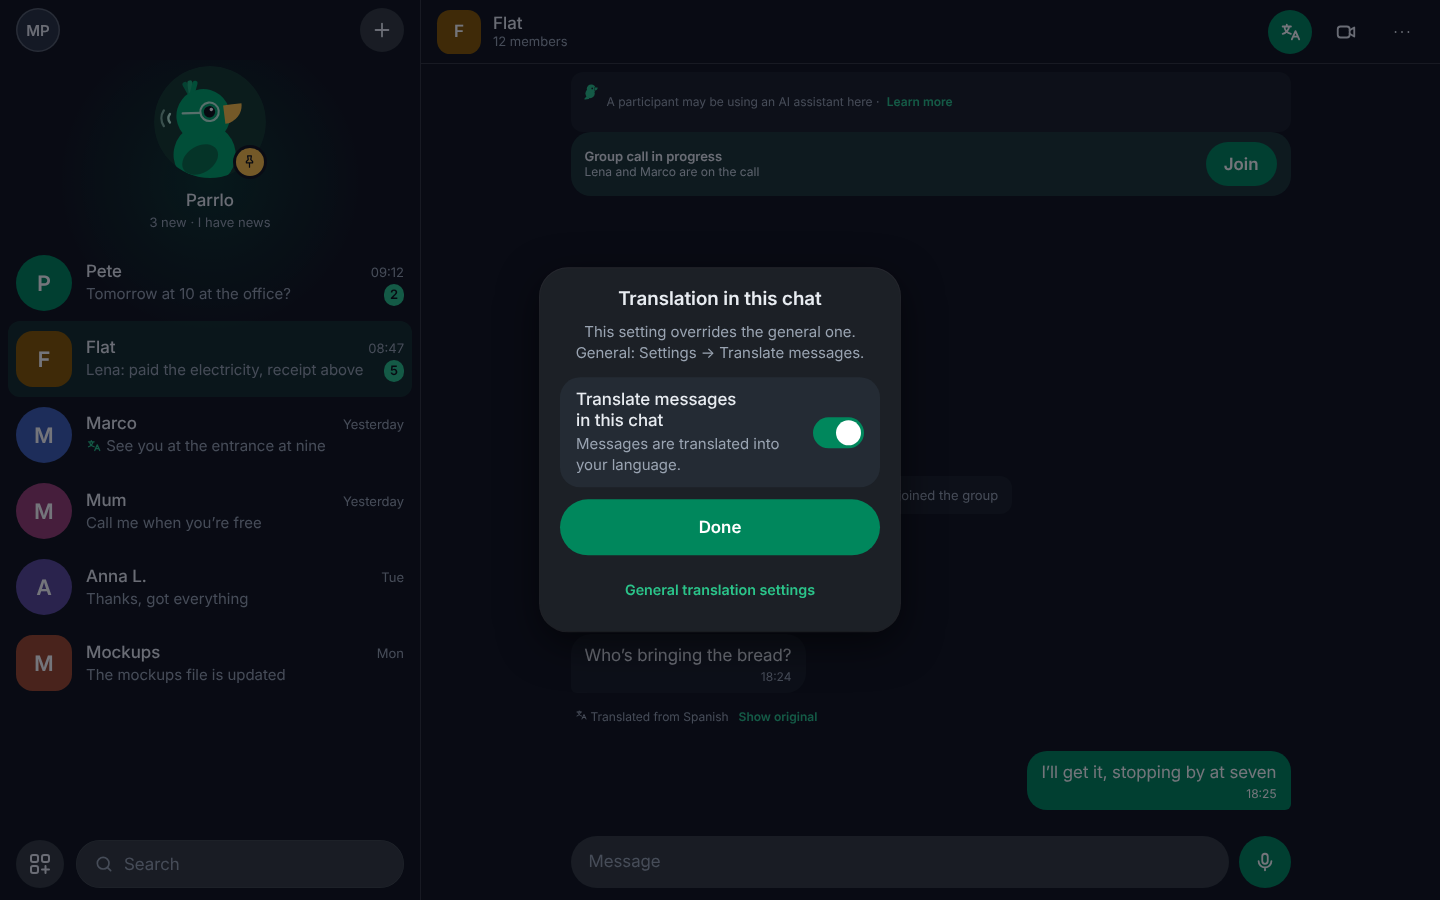 MP
Parrlo
3 new · I have news
P
Pete
09:12
Tomorrow at 10 at the office?
2
F
Flat
08:47
Lena: paid the electricity, receipt above
5
M
Marco
Yesterday
See you at the entrance at nine
M
Mum
Yesterday
Call me when you’re free
A
Anna L.
Tue
Thanks, got everything
M
Mockups
Mon
The mockups file is updated
Search
F
Flat
12 members
A participant may be using an AI assistant here · Learn more
Group call in progress
Lena and Marco are on the call
Join
Translation in this chat
This setting overrides the general one.
General: Settings → Translate messages.
Translate messages
in this chat
Messages are translated into
your language.
Done
General translation settings
the group
Who’s bringing the bread?
18:24
Translated from Spanish Show original
I’ll get it, stopping by at seven
18:25
Message